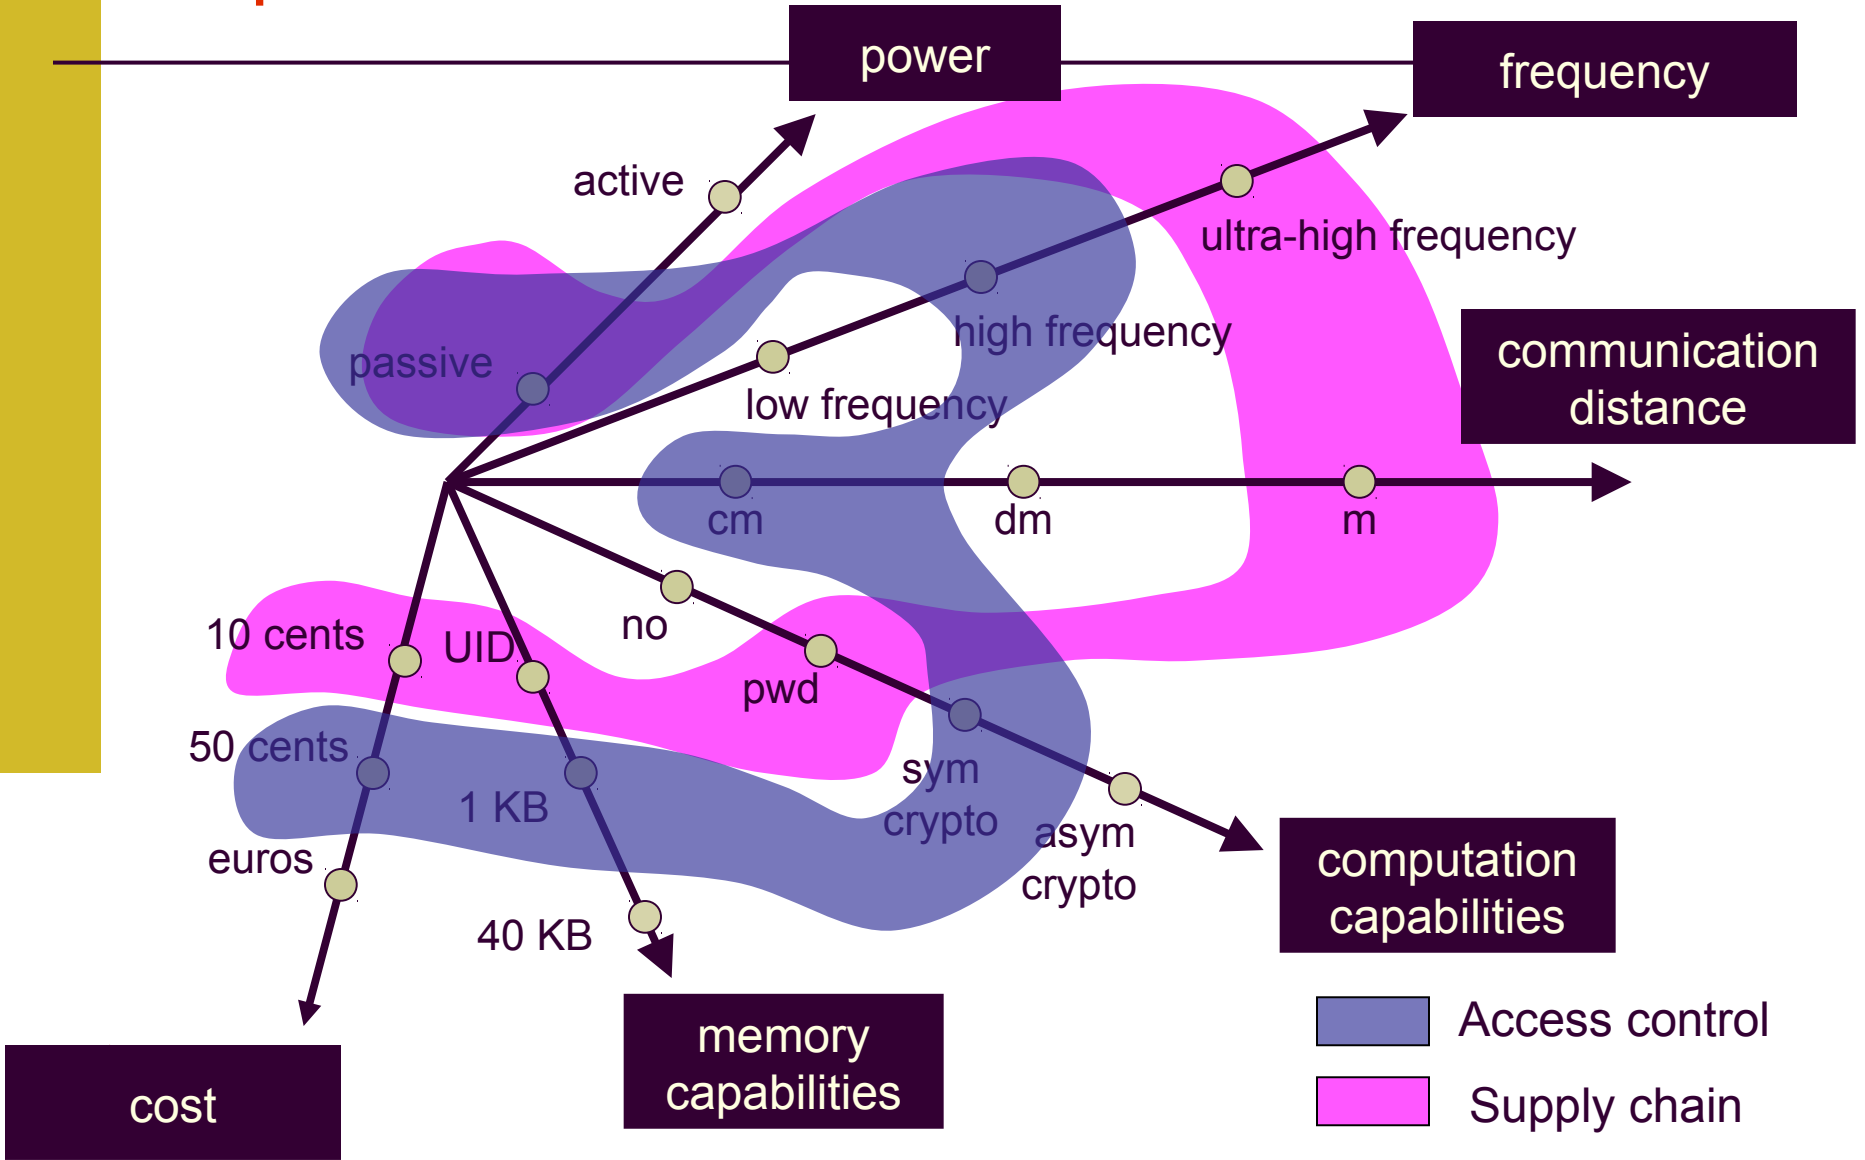 power
frequency
active
ultra-high frequency
passive
high frequency
communication
distance
low frequency
cm
dm
m
no
10 cents
UID
pwd
50 cents
sym
crypto
1 KB
asym
crypto
euros
40 KB
computation
capabilities
memory
capabilities
cost
Access control
Supply chain